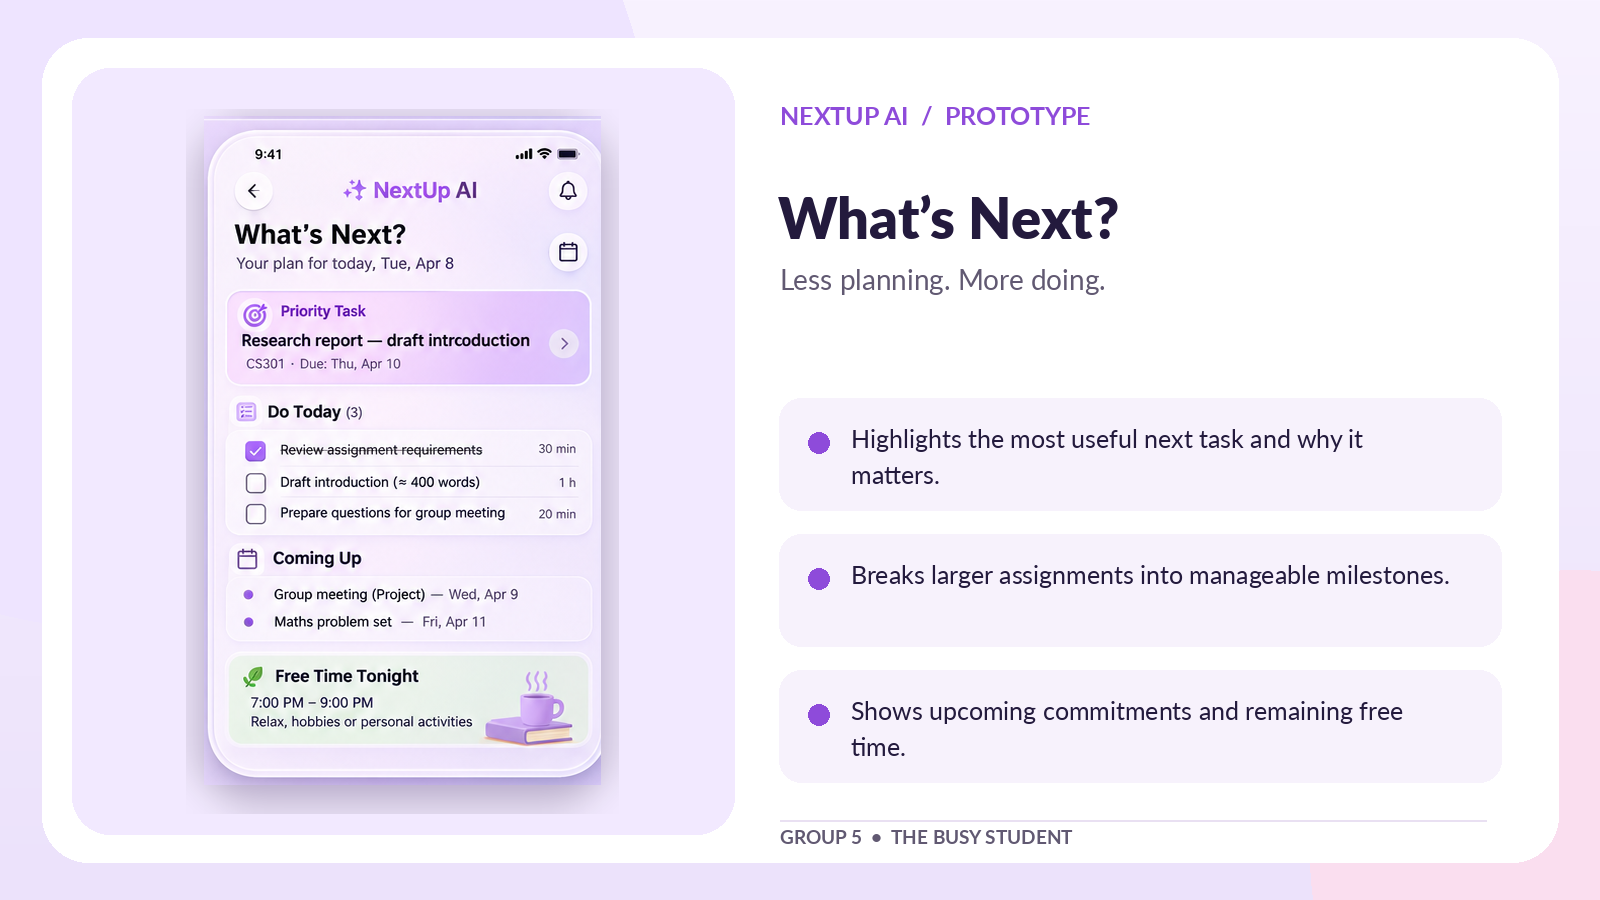 9:41
NextUp AI
What's Next?
Your plan for today, Tue, Apr 8
Priority Task
Research report — draft intrcoduction
CS301 · Due: Thu, Apr 10
Do Today (3)
Review assignment requirements 30 min
Draft introduction (≈ 400 words) 1 h
Prepare questions for group meeting 20 min
Coming Up
Group meeting (Project) — Wed, Apr 9
Maths problem set — Fri, Apr 11
Free Time Tonight
7:00 PM – 9:00 PM
Relax, hobbies or personal activities
NEXTUP AI / PROTOTYPE
What’s Next?
Less planning. More doing.
Highlights the most useful next task and why it
matters.
Breaks larger assignments into manageable milestones.
Shows upcoming commitments and remaining free
time.
GROUP 5 • THE BUSY STUDENT